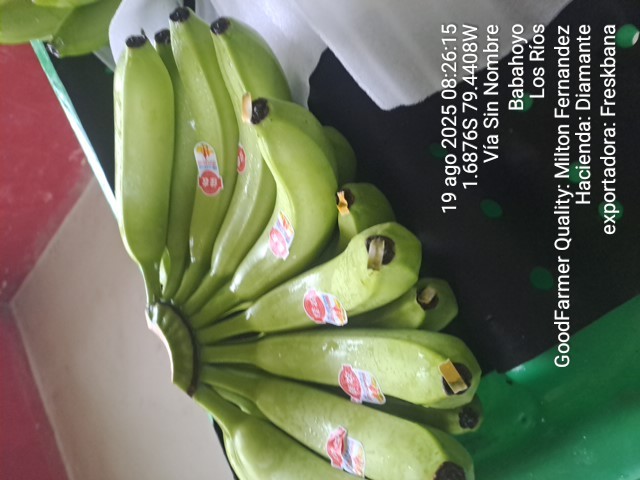 19 ago 2025 08:26:15
1.6876S 79.4408W
Vía Sin Nombre
Babahoyo
Los Ríos
GoodFarmer Quality: Milton Fernandez
Hacienda: Diamante
exportadora: Freskbana